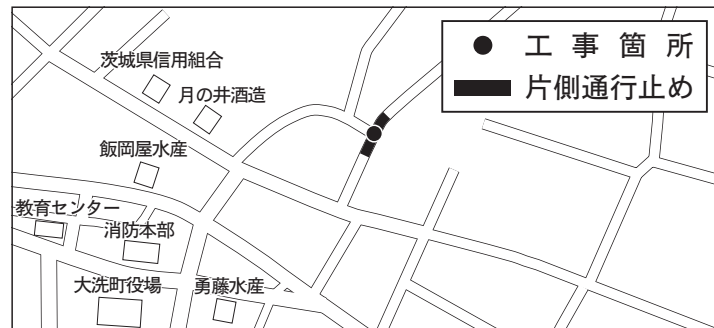 工事箇所
片側通行止め
茨城県信用組合
月の井酒造
飯岡屋水産
教育センター
消防本部
大洗町役場
勇藤水産